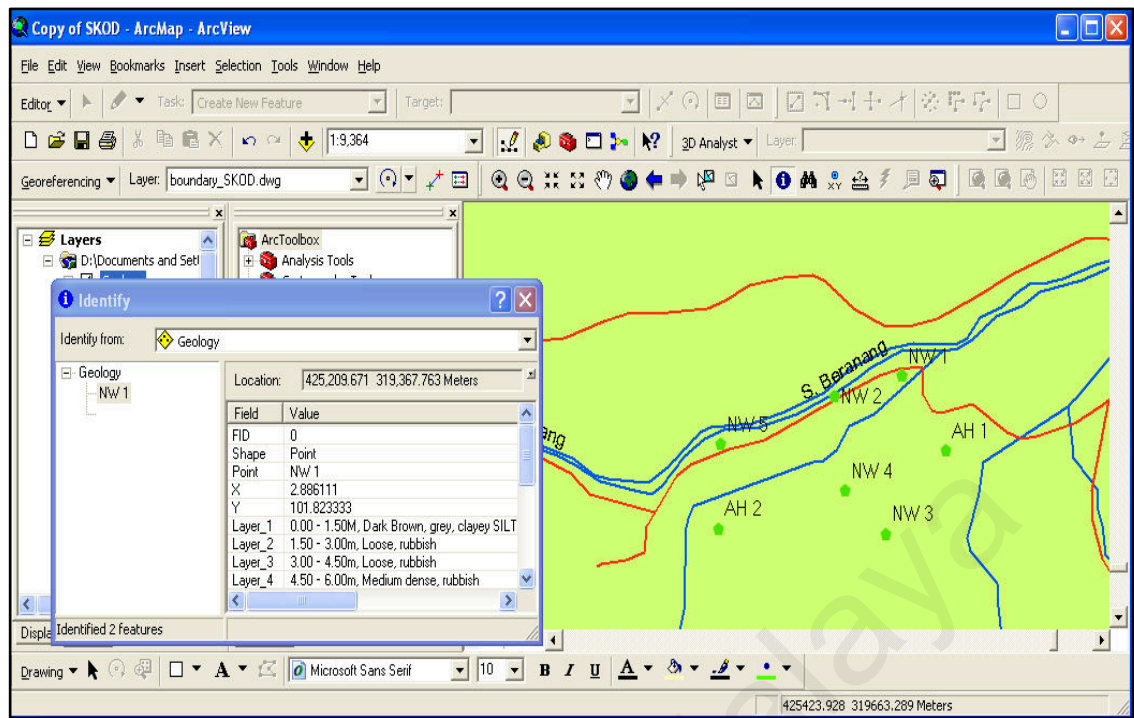 Copy of SKOD - ArcMap - ArcView
File Edit View Bookmarks Insert Selection Tools Window Help
Editor Task: Create New Feature Target:
1:9,364 3D Analyst Layer:
Georeferencing Layer: boundary_SKOD.dwg
Layers
D:\Documents and Sett
ArcToolbox
Analysis Tools
Identify
Identify from: Geology
Geology
NW 1
Location: 425,209.671 319,367.763 Meters
Field Value
FID 0
Shape Point
Point NW 1
X 2.886111
Y 101.823333
Layer_1 0.00 - 1.50M, Dark Brown, grey, clayey SILT
Layer_2 1.50 - 3.00m, Loose, rubbish
Layer_3 3.00 - 4.50m, Loose, rubbish
Layer_4 4.50 - 6.00m, Medium dense, rubbish
Identified 2 features
Displa
S. Beranang
ang
NW 1
NW 2
NW 5
AH 1
NW 4
AH 2
NW 3
Drawing A Microsoft Sans Serif 10 B I U A
425423.928 319663.289 Meters
alaya